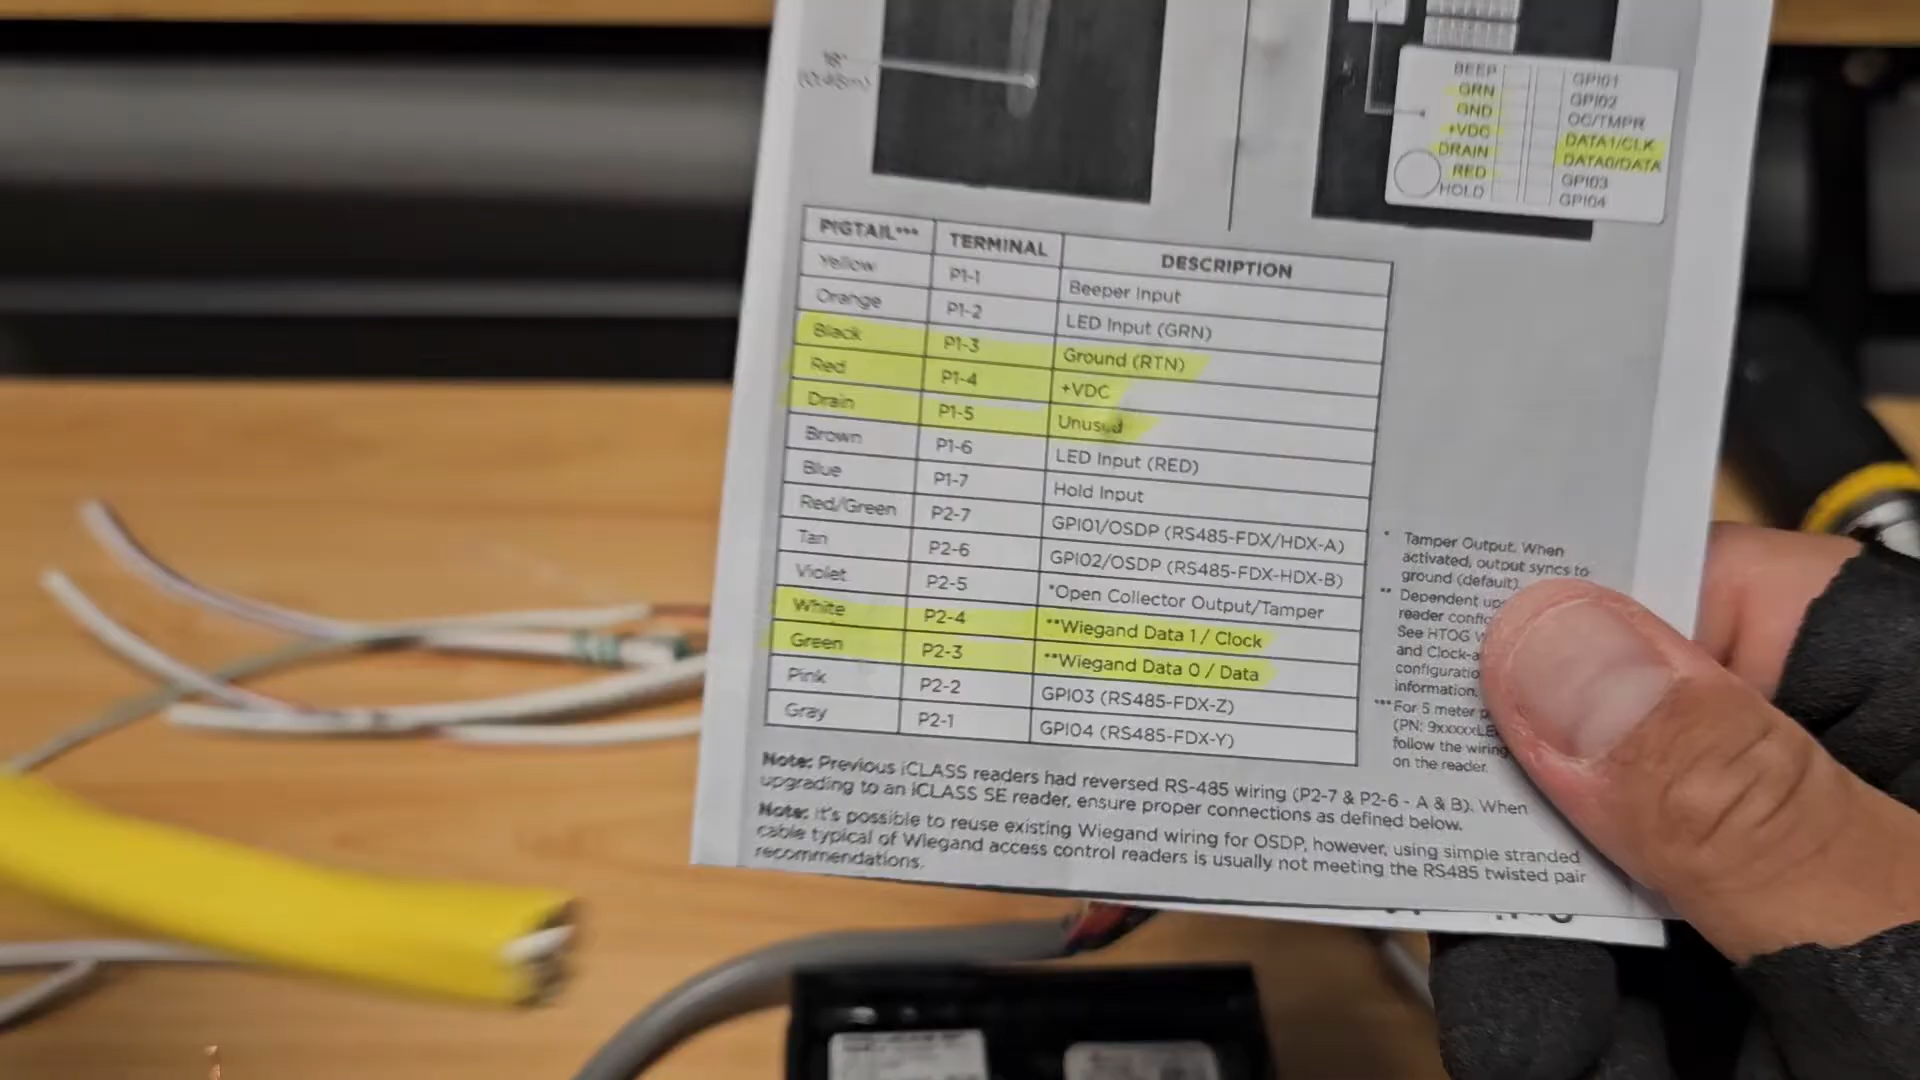 18"
(0.46m)
BEEP GPIO1
GRN GPIO2
GND OC/TMPR
+VDC DATA1/CLK
DRAIN DATA0/DATA
RED GPIO3
HOLD GPIO4
PIGTAIL*** TERMINAL DESCRIPTION
Yellow P1-1 Beeper Input
Orange P1-2 LED Input (GRN)
Black P1-3 Ground (RTN)
Red P1-4 +VDC
Drain P1-5 Unused
Brown P1-6 LED Input (RED)
Blue P1-7 Hold Input
Red/Green P2-7 GPIO1/OSDP (RS485-FDX/HDX-A)
Tan P2-6 GPIO2/OSDP (RS485-FDX-HDX-B)
Violet P2-5 *Open Collector Output/Tamper
White P2-4 **Wiegand Data 1 / Clock
Green P2-3 **Wiegand Data 0 / Data
Pink P2-2 GPIO3 (RS485-FDX-Z)
Gray P2-1 GPIO4 (RS485-FDX-Y)
* Tamper Output. When
activated, output syncs to
ground (default).
** Dependent
reader
See HTOG
and Clock-a
information.
*** For 5 meter
(PN: 9xxxxxLE
follow the wiring
on the reader.
Note: Previous iCLASS readers had reversed RS-485 wiring (P2-7 & P2-6 - A & B). When
upgrading to an iCLASS SE reader, ensure proper connections as defined below.
Note: It's possible to reuse existing Wiegand wiring for OSDP, however, using simple stranded
cable typical of Wiegand access control readers is usually not meeting the RS485 twisted pair
recommendations.